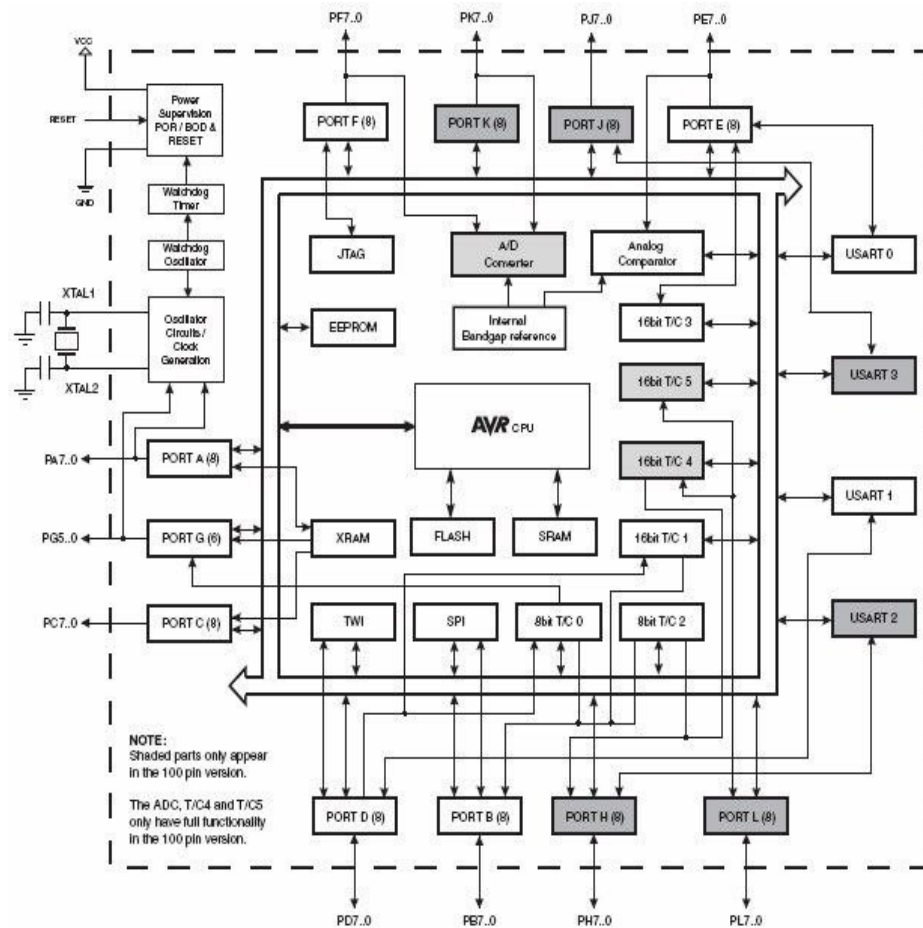 PF7..0
PK7..0
PJ7..0
PE7..0
VCC
RESET
GND
Power
Supervision
POR / BOD &
RESET
PORT F (8)
PORT K (8)
PORT J (8)
PORT E (8)
Watchdog
Timer
Watchdog
Oscillator
JTAG
A/D
Converter
Analog
Comparator
USART 0
XTAL1
XTAL2
Oscillator
Circuits /
Clock
Generation
EEPROM
Internal
Bandgap reference
16bit T/C 3
16bit T/C 5
USART 3
AVR CPU
PA7..0
PORT A (8)
16bit T/C 4
USART 1
PG5..0
PORT G (6)
XRAM
FLASH
SRAM
16bit T/C 1
PC7..0
PORT C (8)
TWI
SPI
8bit T/C 0
8bit T/C 2
USART 2
NOTE:
Shaded parts only appear
in the 100 pin version.
The ADC, T/C4 and T/C5
only have full functionality
in the 100 pin version.
PORT D (8)
PORT B (8)
PORT H (8)
PORT L (8)
PD7..0
PB7..0
PH7..0
PL7..0